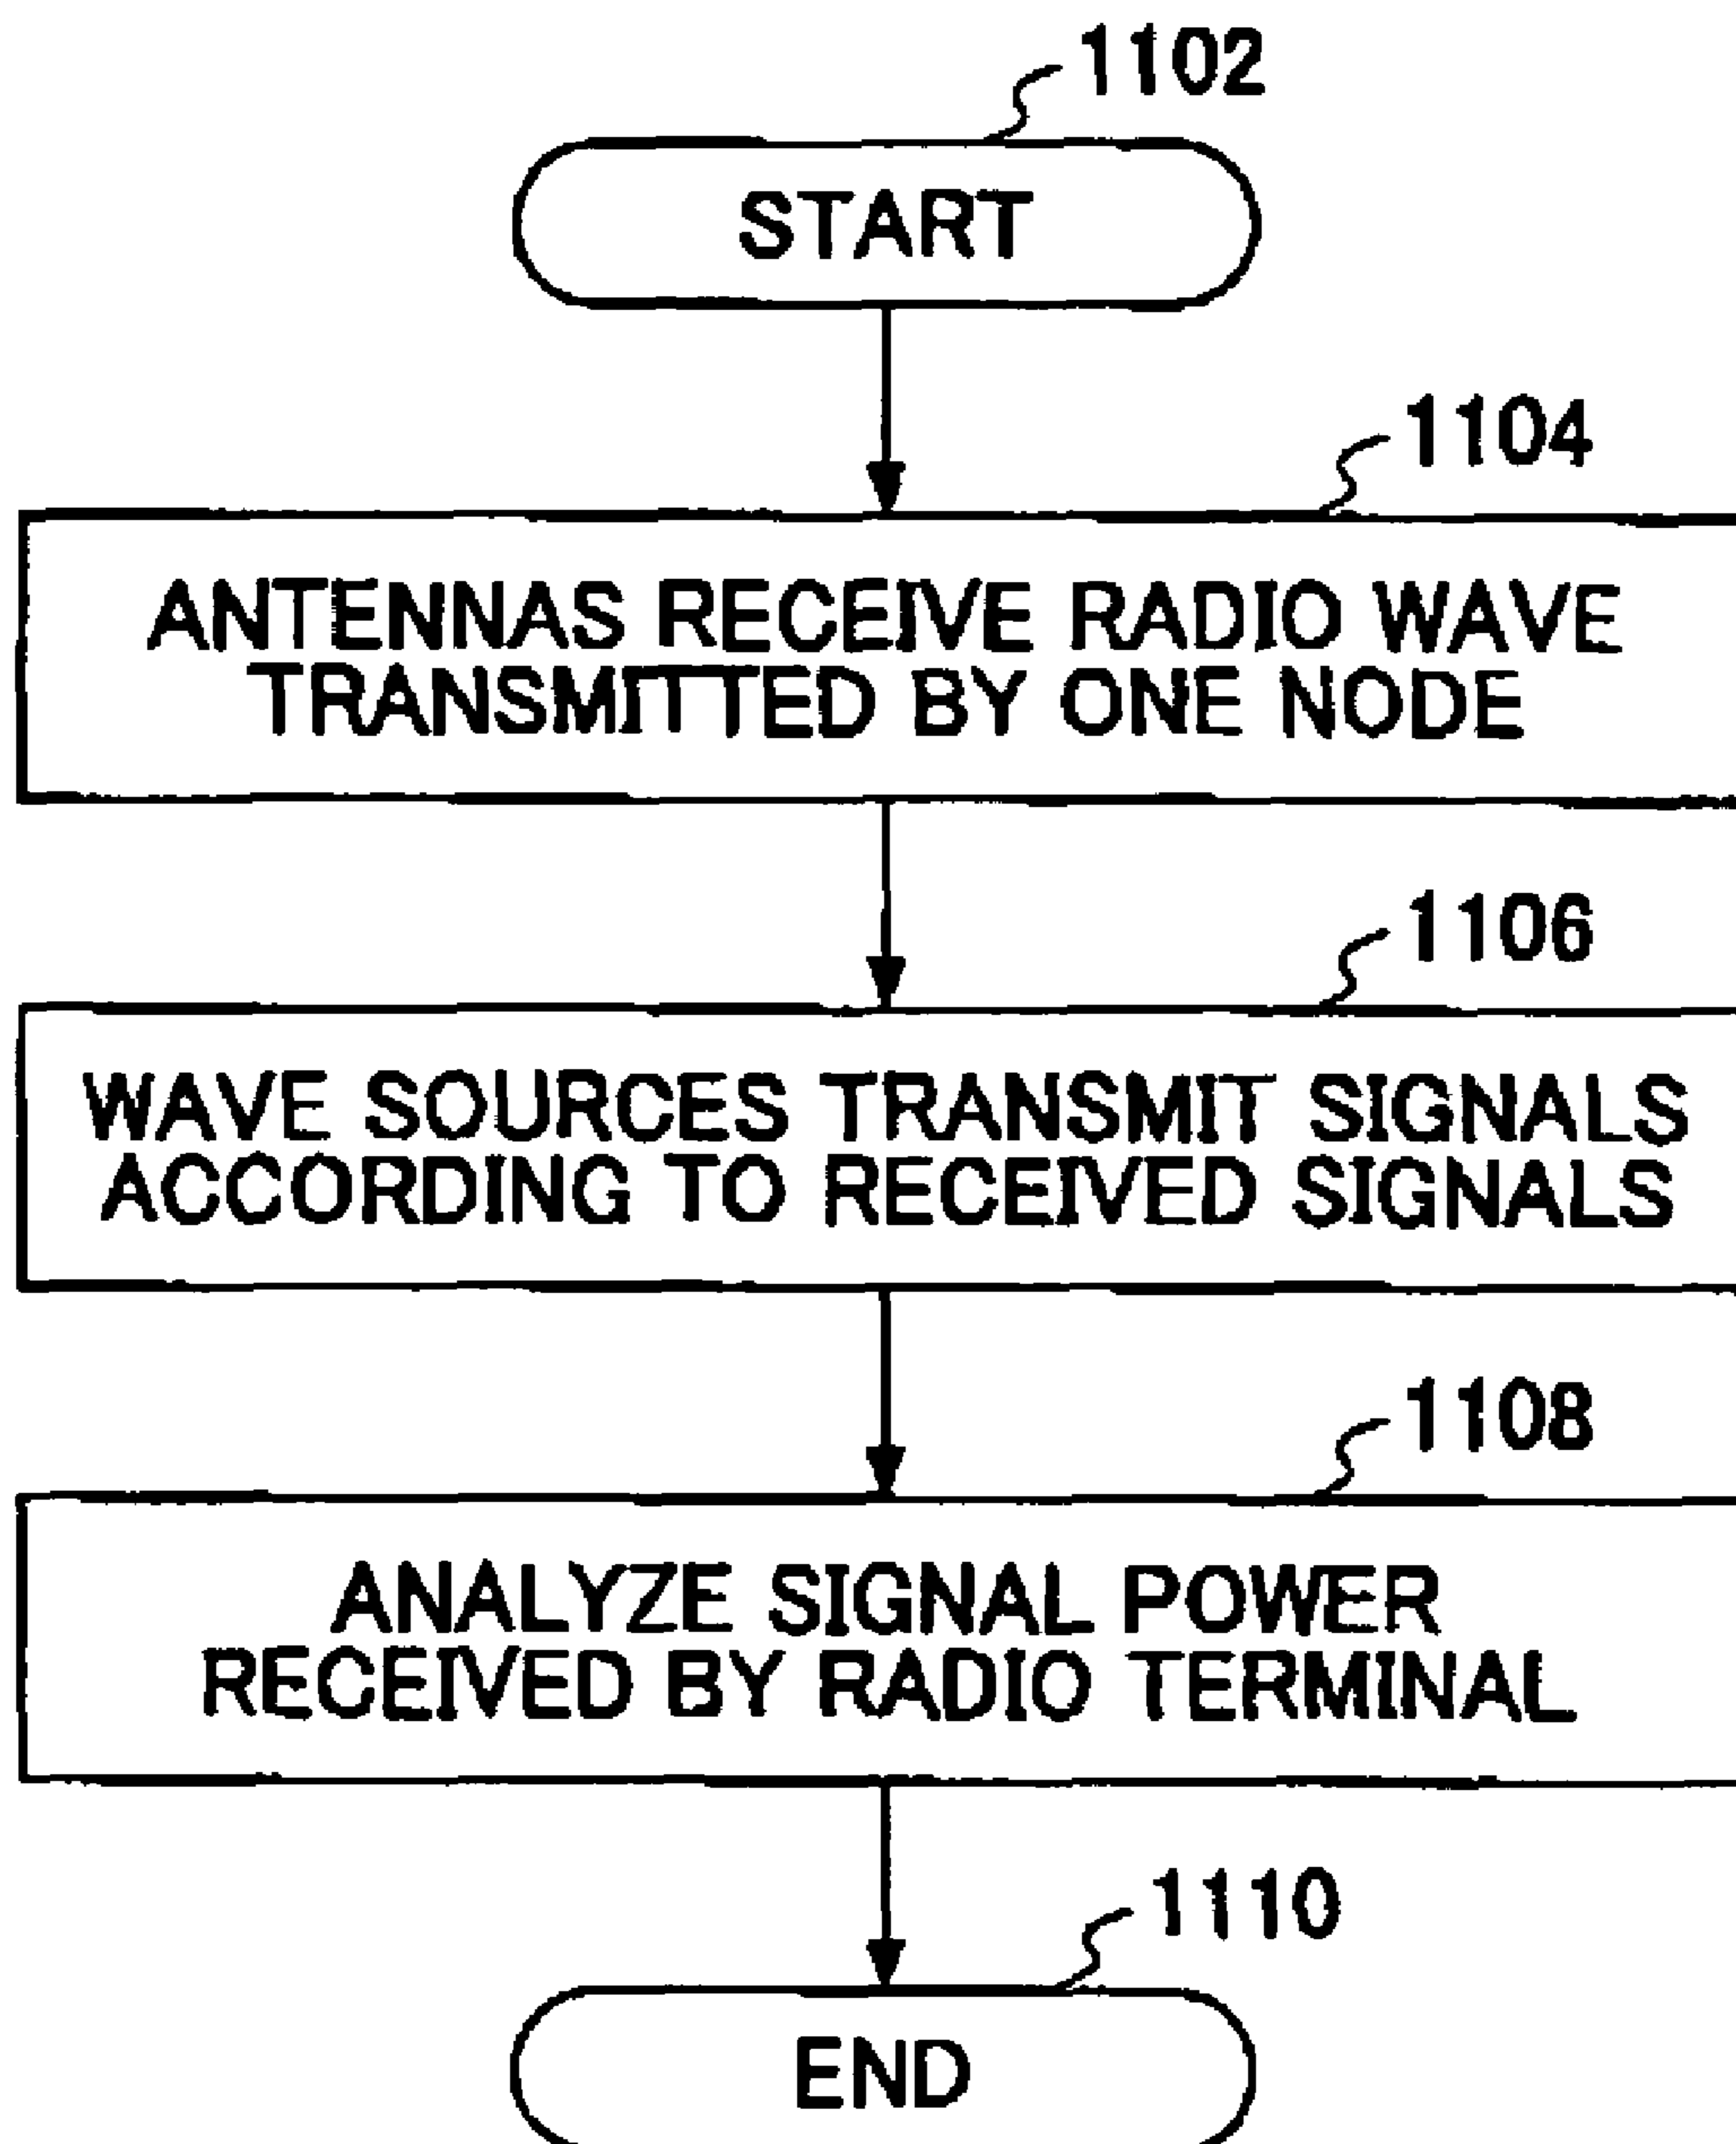 1102
START
1104
ANTENNAS RECEIVE RADIO WAVE
TRANSMITTED BY ONE NODE
1106
WAVE SOURCES TRANSMIT SIGNALS
ACCORDING TO RECEIVED SIGNALS
1108
ANALYZE SIGNAL POWER
RECEIVED BY RADIO TERMINAL
1110
END